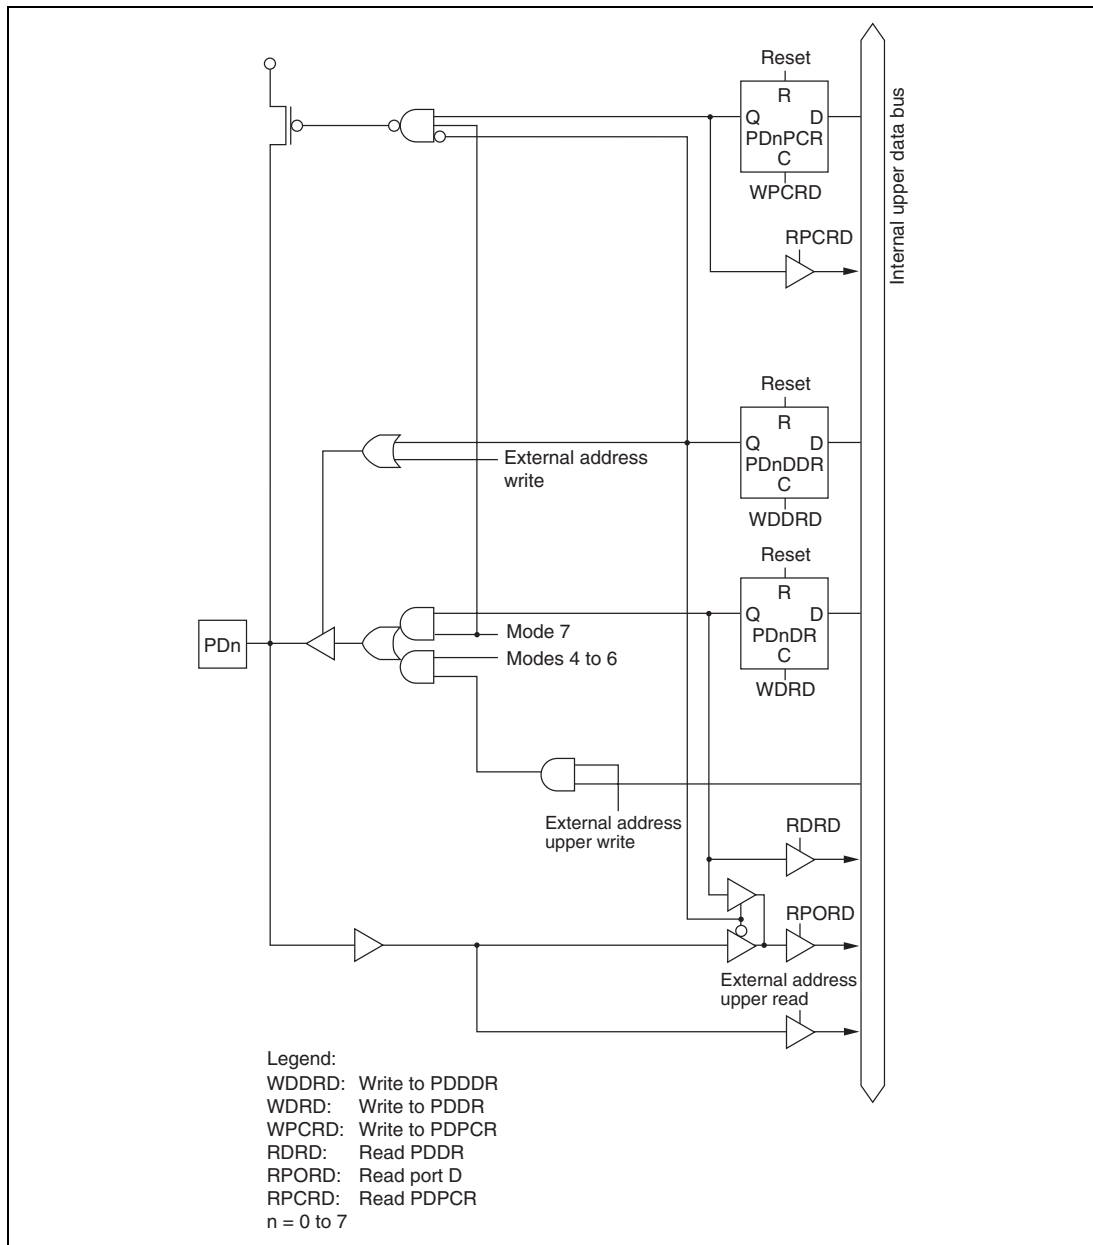 Reset
R
Q D
PDnPCR
C
WPCRD
Internal upper data bus
RPCRD
Reset
R
Q D
PDnDDR
C
WDDRD
External address
write
Reset
R
Q D
PDnDR
C
WDRD
PDn
Mode 7
Modes 4 to 6
External address
upper write
RDRD
RPORD
External address
upper read
Legend:
WDDRD: Write to PDDDR
WDRD: Write to PDDR
WPCRD: Write to PDPCR
RDRD: Read PDDR
RPORD: Read port D
RPCRD: Read PDPCR
n = 0 to 7